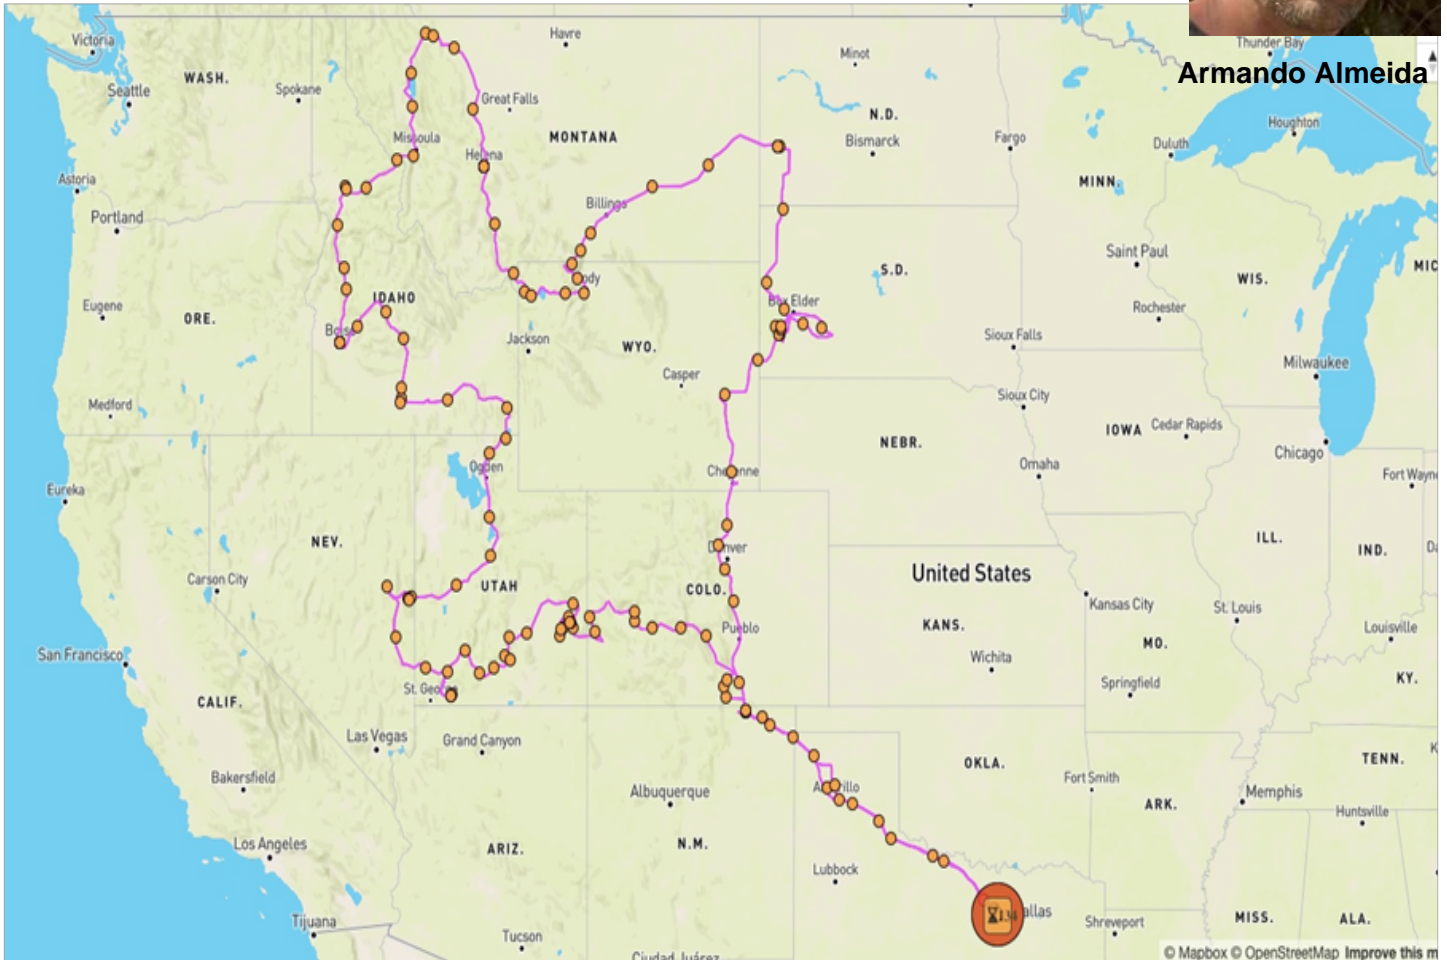 Armando Almeida
Thunder Bay
Havre
Minot
Victoria
WASH.
Seattle
Spokane
Great Falls
N.D.
Missoula
MONTANA
Bismarck
Fargo
Duluth
Houghton
Helena
Astoria
MINN.
Portland
Billings
Saint Paul
S.D.
WIS.
MIC
IDAHO
Eugene
ORE.
Box Elder
Rochester
Boise
Jackson
WYO.
Sioux Falls
Milwaukee
Casper
Medford
Sioux City
IOWA
Cedar Rapids
NEBR.
Chicago
Ogden
Cheyenne
Omaha
Fort Wayne
Eureka
NEV.
ILL.
IND.
Denver
Carson City
UTAH
COLO.
United States
Kansas City
St. Louis
Louisville
Pueblo
KANS.
MO.
San Francisco
Wichita
Springfield
KY.
St. George
CALIF.
Las Vegas
Grand Canyon
OKLA.
TENN.
Bakersfield
Albuquerque
Amarillo
Fort Smith
ARK.
Memphis
Huntsville
Los Angeles
ARIZ.
N.M.
Lubbock
134
allas
Shreveport
MISS.
ALA.
Tijuana
Tucson
Ciudad Juárez
© Mapbox © OpenStreetMap Improve this m